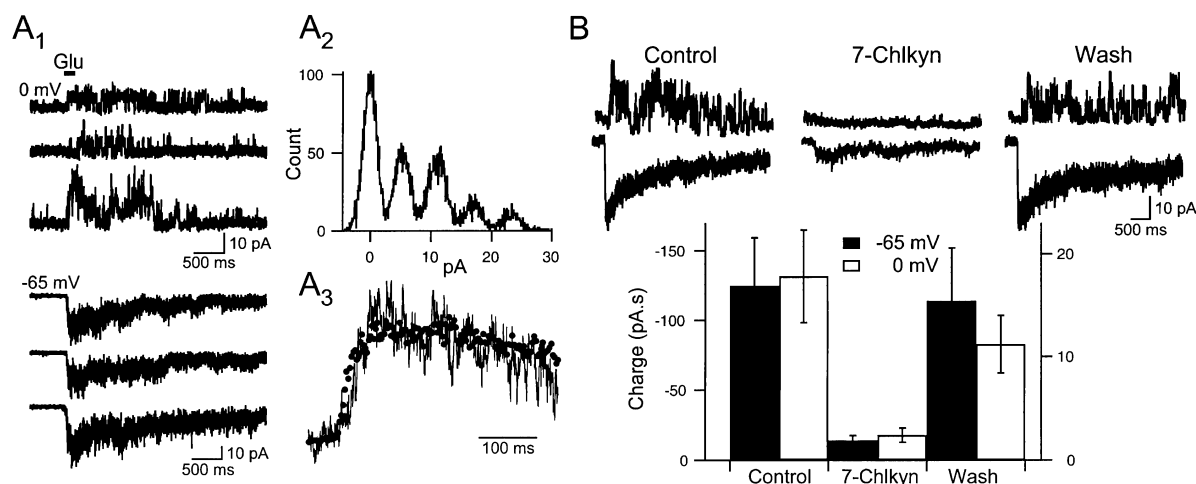 A1
Glu
0 mV
10 pA
500 ms
-65 mV
10 pA
500 ms
A2
100
50
0
Count
0 10 20 30
pA
A3
100 ms
B
Control 7-Chlkyn Wash
10 pA
500 ms
-65 mV
0 mV
-150
-100
-50
0
Charge (pA.s)
20
10
0
Control 7-Chlkyn Wash